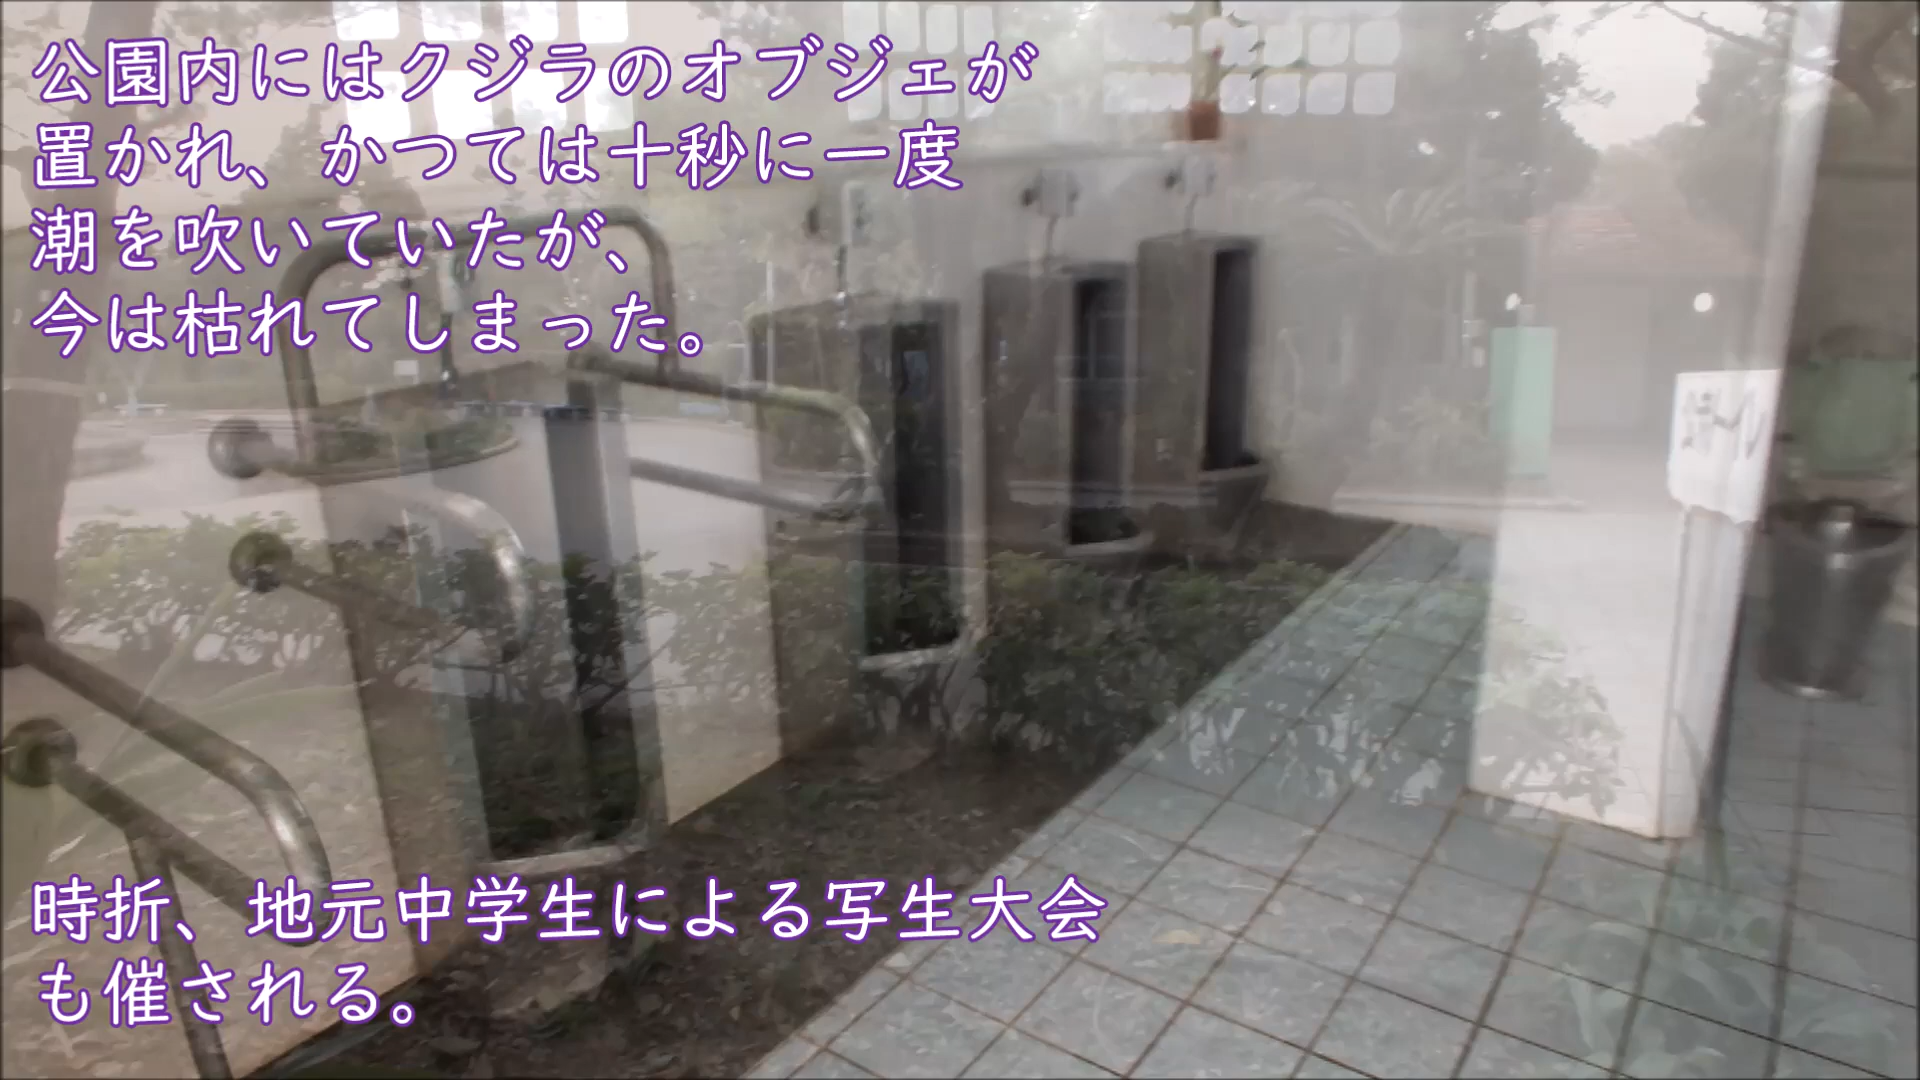 公園内にはクジラのオブジェが
置かれ、かつては十秒に一度
潮を吹いていたが、
今は枯れてしまった。
時折、地元中学生による写生大会
も催される。